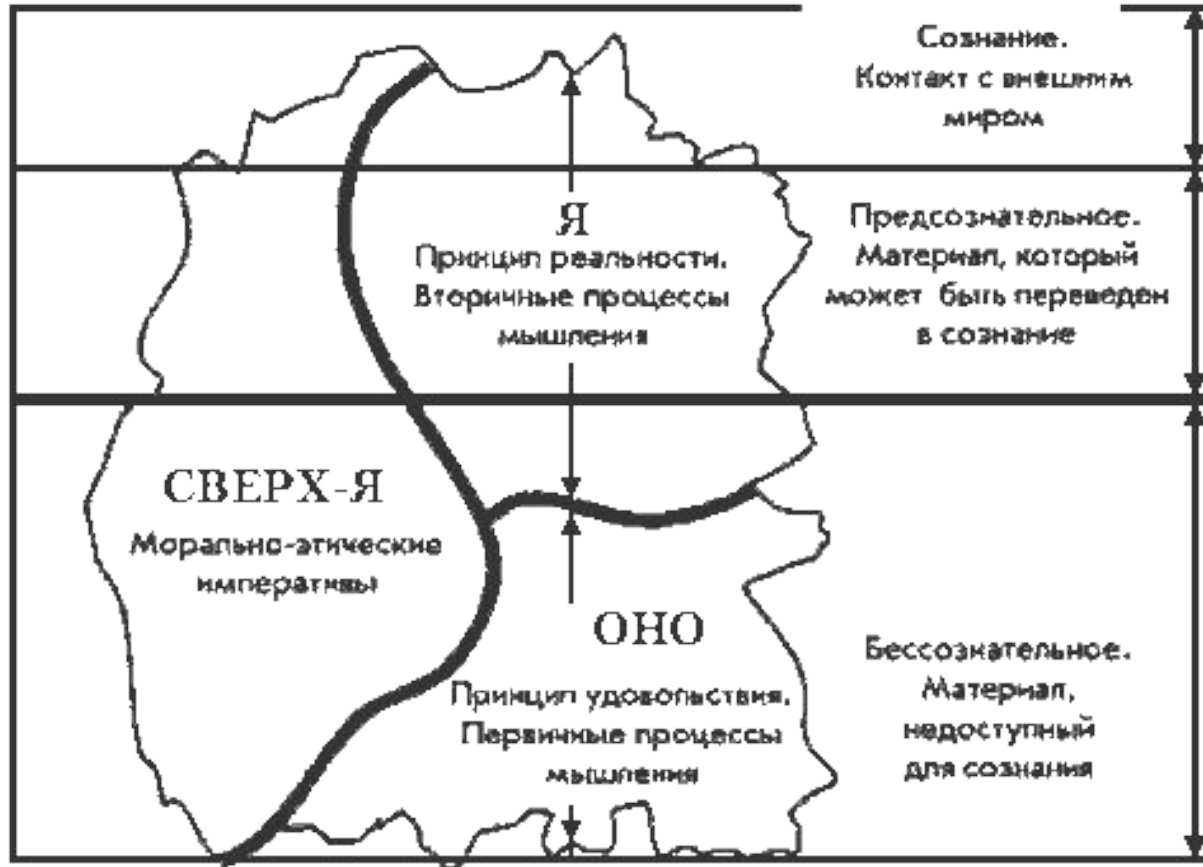 Сознание.
Контакт с внешним
миром
Я
Принцип реальности.
Вторичные процессы
мышления
Предсознательное.
Материал, который
может быть переведен
в сознание
СВЕРХ-Я
Морально-этические
императивы
ОНО
Принцип удовольствия.
Первичные процессы
мышления
Бессознательное.
Материал,
недоступный
для сознания